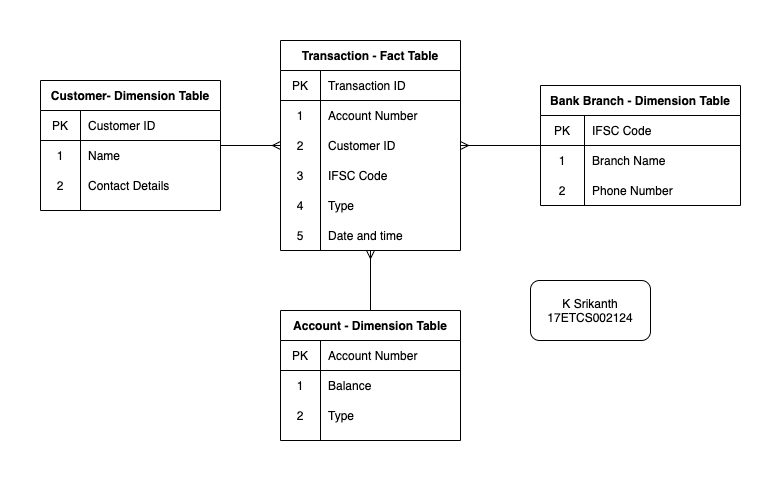 Transaction - Fact Table
PK Transaction ID
1 Account Number
2 Customer ID
3 IFSC Code
4 Type
5 Date and time
Customer- Dimension Table
PK Customer ID
1 Name
2 Contact Details
Bank Branch - Dimension Table
PK IFSC Code
1 Branch Name
2 Phone Number
Account - Dimension Table
PK Account Number
1 Balance
2 Type
K Srikanth
17ETCS002124